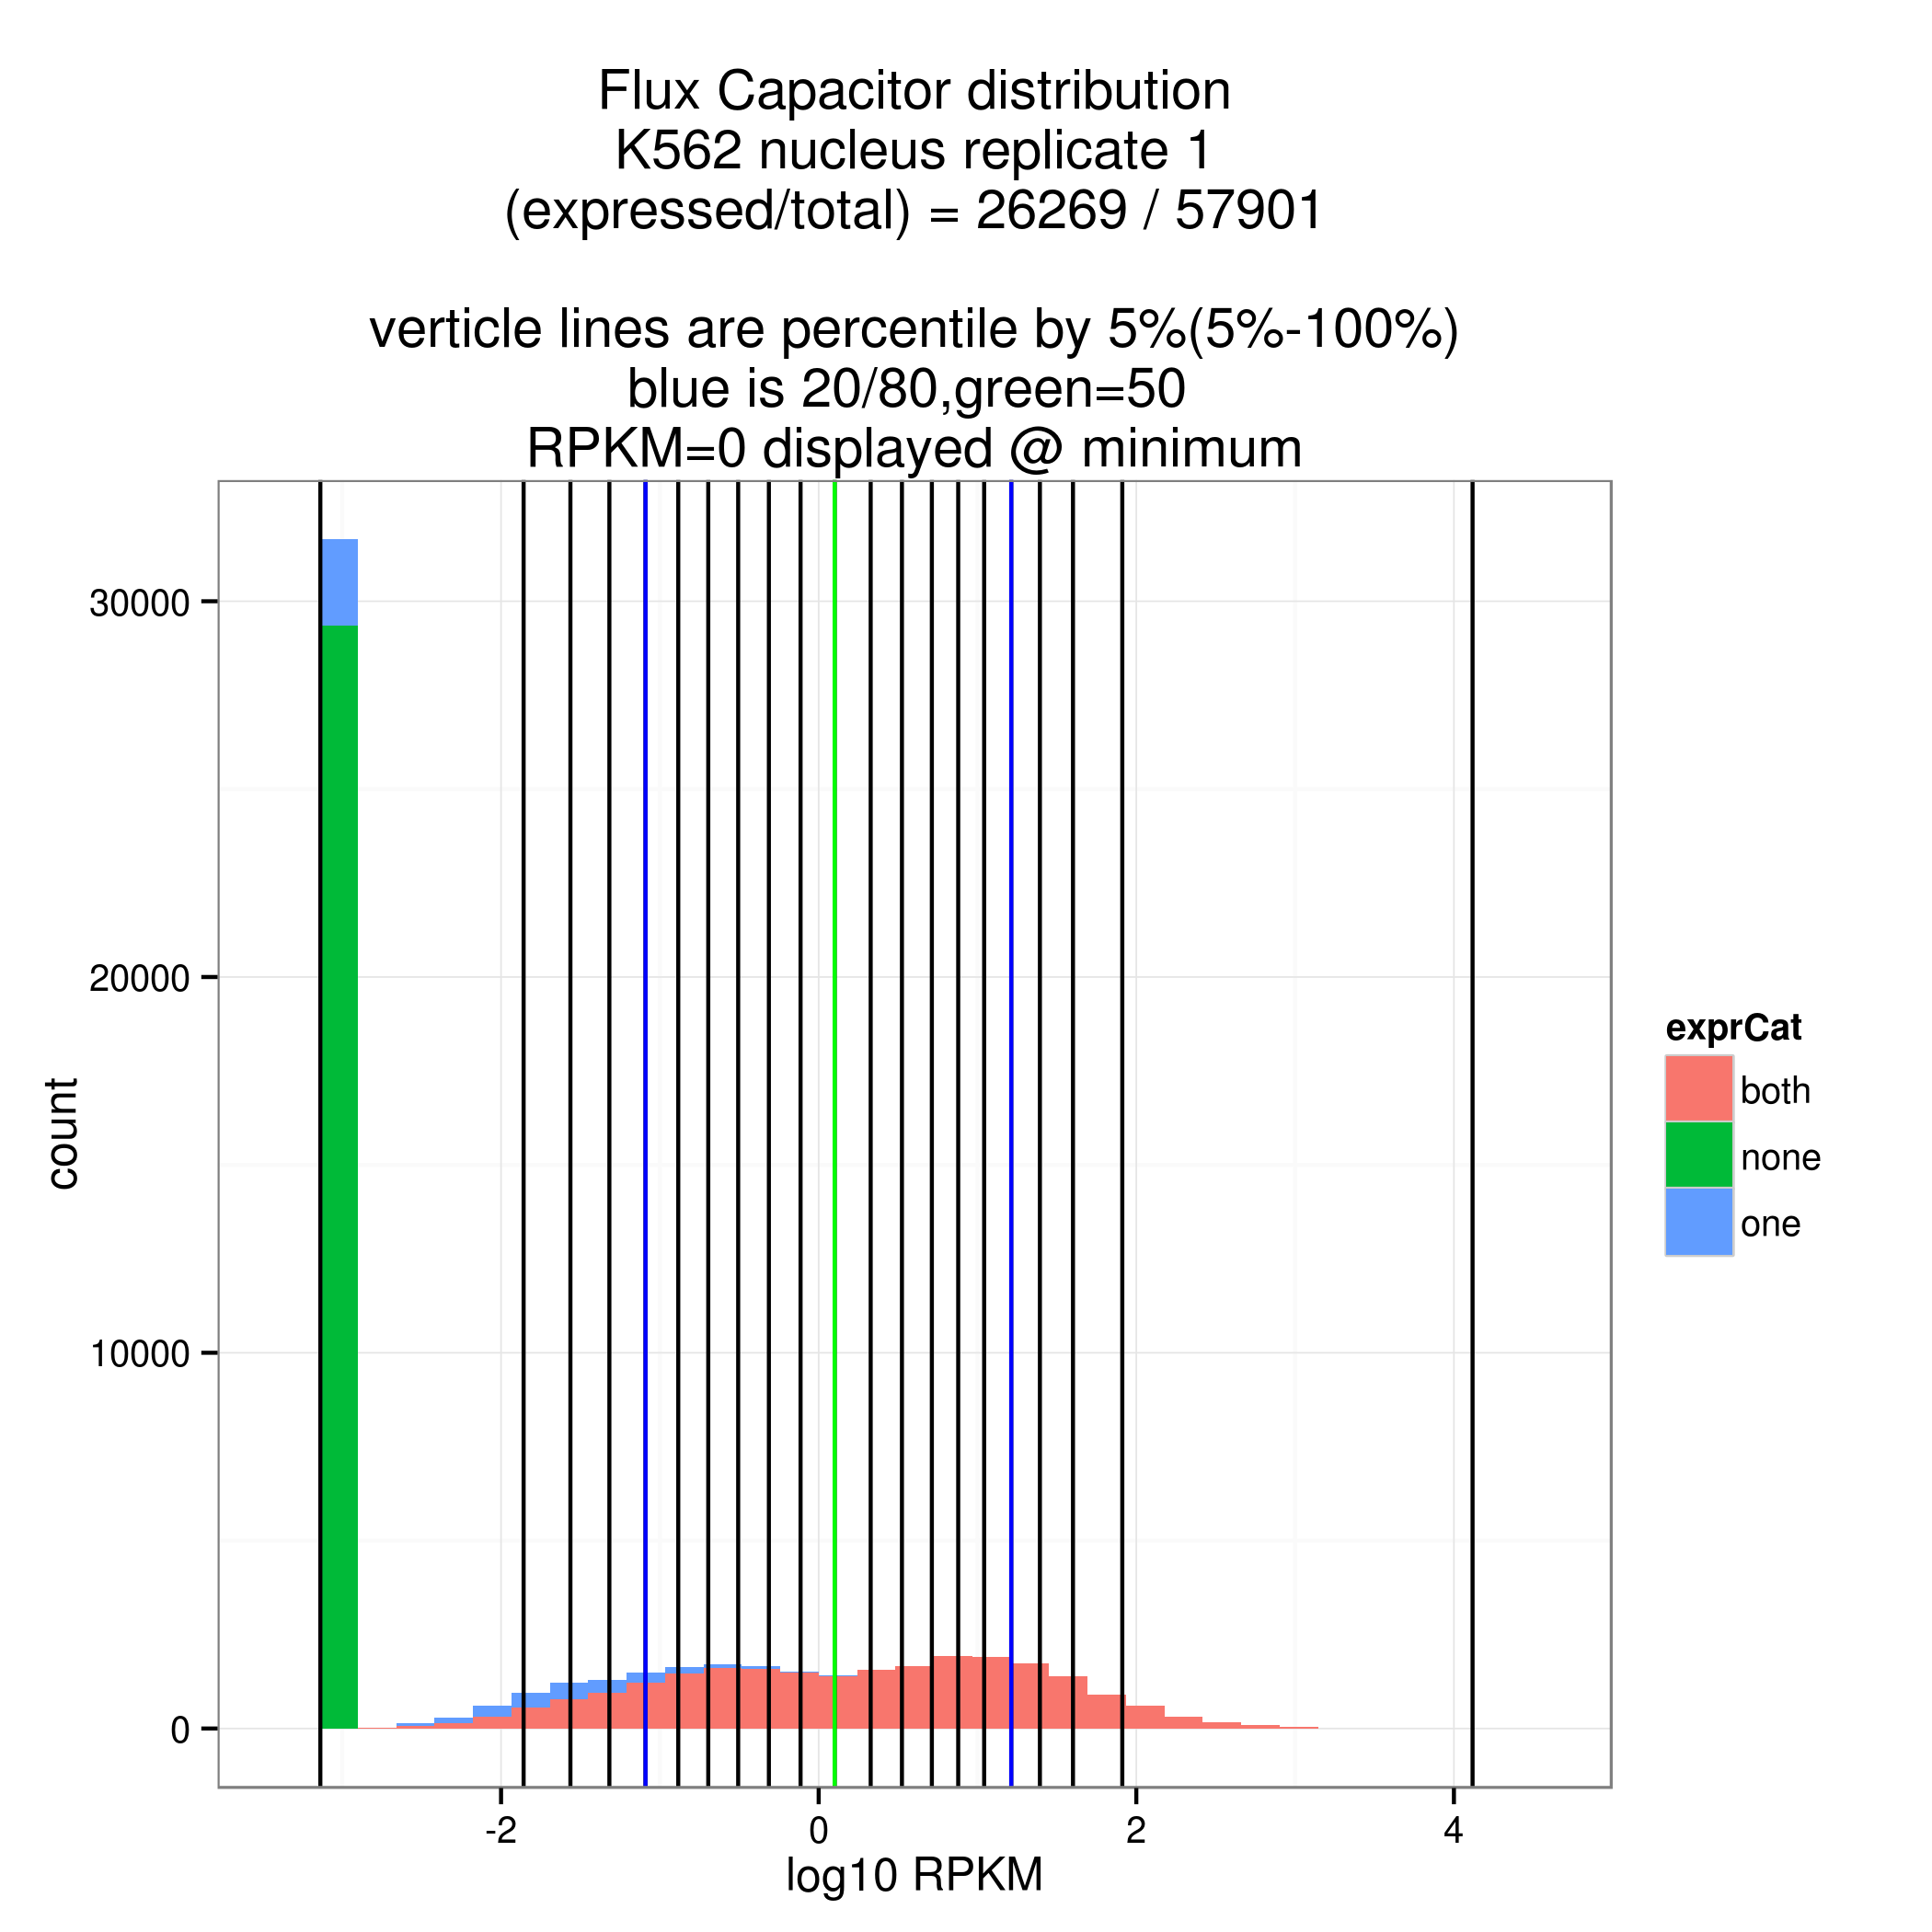 Flux Capacitor distribution
K562 nucleus replicate 1
(expressed/total) = 26269 / 57901
verticle lines are percentile by 5%(5%-100%)
blue is 20/80,green=50
RPKM=0 displayed @ minimum
30000
20000
10000
0
count
-2
0
2
4
log10 RPKM
exprCat
both
none
one